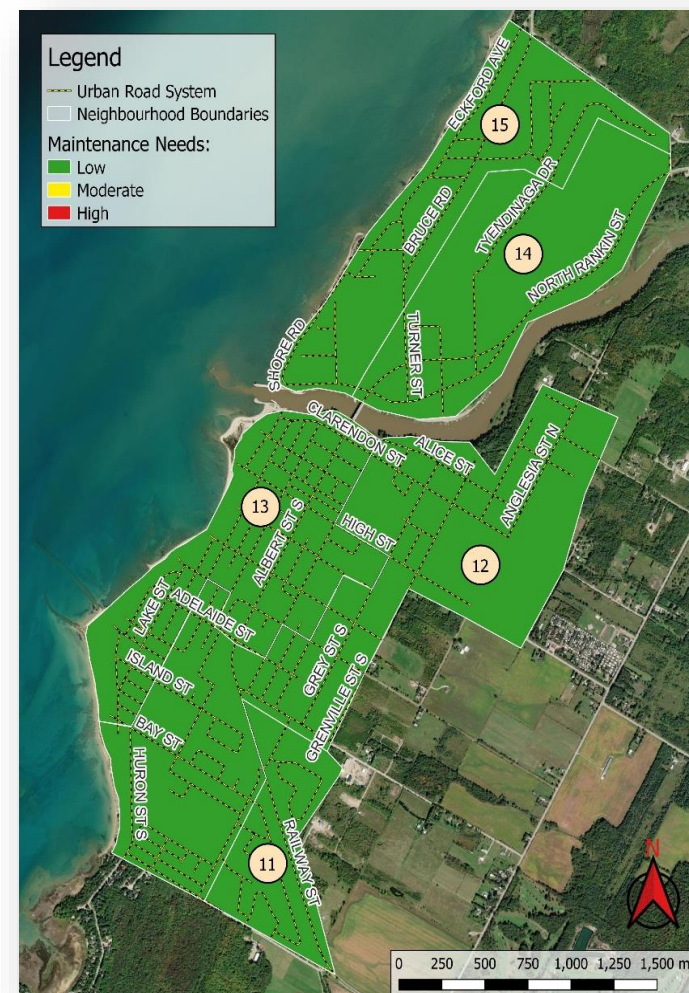 Legend
Urban Road System
Neighbourhood Boundaries
Maintenance Needs:
Low
Moderate
High
ECKFORD AVE
15
BRUCE RD
TYENDINAGA DR
14
NORTH RANKIN ST
SHORE RD
TURNER ST
CLARENDON ST
ALICE ST
ANGLESIA ST N
13
HIGH ST
ALBERT ST S
12
LAKE ST
ADELAIDE ST
GREY ST S
ISLAND ST
GRENVILLE ST S
BAY ST
HURON ST S
RAILWAY ST
11
N
0 250 500 750 1,000 1,250 1,500 m